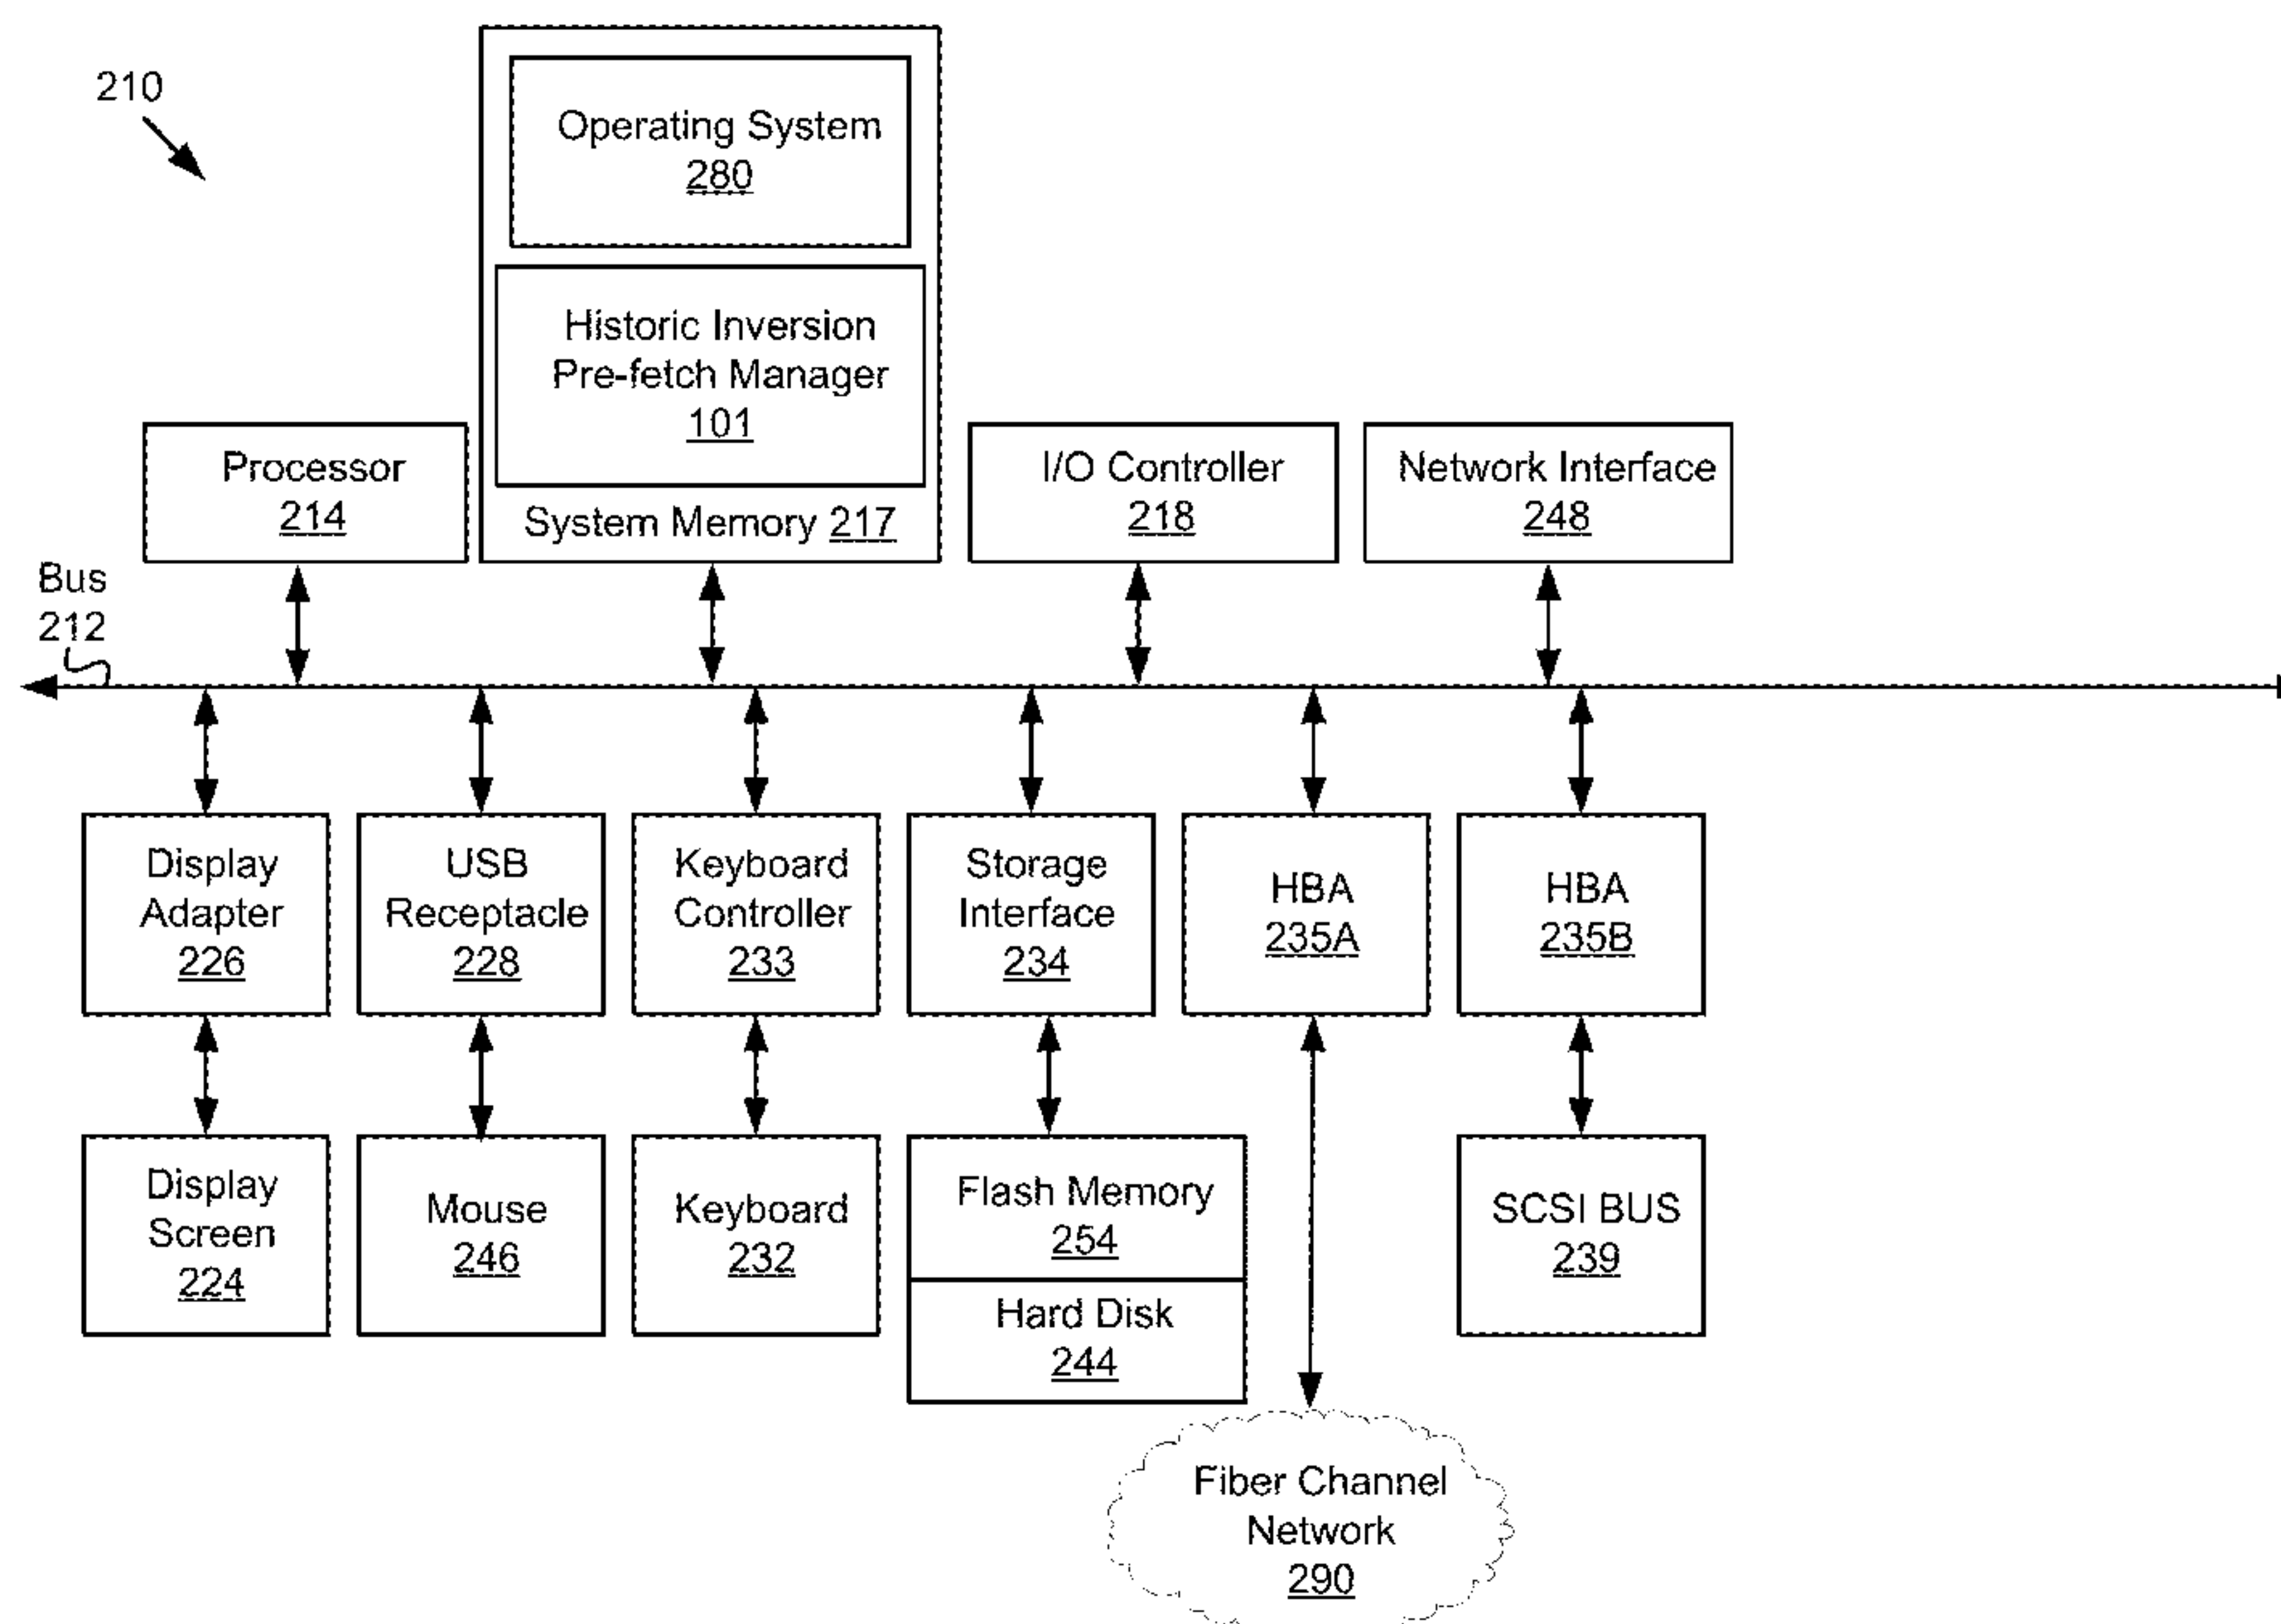 210
Operating System
280
Historic Inversion
Pre-fetch Manager
101
System Memory 217
Processor
214
I/O Controller
218
Network Interface
248
Bus
212
Display
Adapter
226
USB
Receptacle
228
Keyboard
Controller
233
Storage
Interface
234
HBA
235A
HBA
235B
Display
Screen
224
Mouse
246
Keyboard
232
Flash Memory
254
Hard Disk
244
SCSI BUS
239
Fiber Channel
Network
290